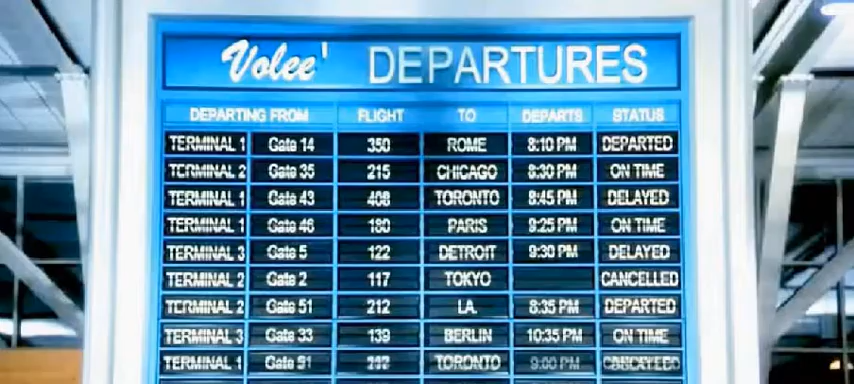 Volee' DEPARTURES
DEPARTING FROM FLIGHT TO DEPARTS STATUS
TERMINAL 1 Gate 14 350 ROME 8:10 PM DEPARTED
TERMINAL 2 Gate 35 215 CHICAGO 8:30 PM ON TIME
TERMINAL 1 Gate 43 408 TORONTO 8:45 PM DELAYED
TERMINAL 1 Gate 46 180 PARIS 9:25 PM ON TIME
TERMINAL 3 Gate 5 122 DETROIT 9:30 PM DELAYED
TERMINAL 2 Gate 2 117 TOKYO CANCELLED
TERMINAL 2 Gate 51 212 LA. 8:35 PM DEPARTED
TERMINAL 3 Gate 33 139 BERLIN 10:35 PM ON TIME
TERMINAL 1 Gate TORONTO 9:00 PM